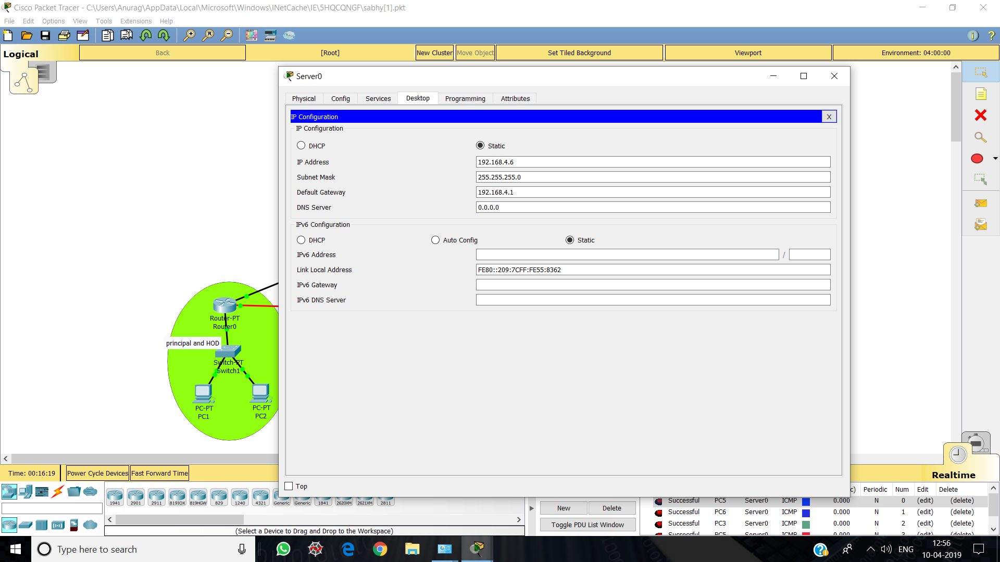 Cisco Packet Tracer - C:\Users\Anurag\AppData\Local\Microsoft\Windows\INetCache\IE\5HQCQNGF\sabhy[1].pkt
File Edit Options View Tools Extensions Help
Logical Back [Root] New Cluster Move Object Set Tiled Background Viewport Environment: 04:00:00
Server0
Physical Config Services Desktop Programming Attributes
IP Configuration X
IP Configuration
DHCP Static
IP Address 192.168.4.6
Subnet Mask 255.255.255.0
Default Gateway 192.168.4.1
DNS Server 0.0.0.0
IPv6 Configuration
DHCP Auto Config Static
IPv6 Address /
Link Local Address FE80::209:7CFF:FE55:8362
IPv6 Gateway
IPv6 DNS Server
Router-PT
Router0
principal and HOD
Switch-PT
Switch1
PC-PT
PC1
PC-PT
PC2
Top
Time: 00:16:19 Power Cycle Devices Fast Forward Time Realtime
1941 2901 2911 819IOX 819HGW 829 1240 4321 Generic Generic 1841 2620XM 2621XM 2811
(Select a Device to Drag and Drop to the Workspace)
New Delete
Toggle PDU List Window
c) Periodic Num Edit Delete
Successful PC5 Server0 ICMP 0.000 N 0 (edit) (delete)
Successful PC6 Server0 ICMP 0.000 N 1 (edit) (delete)
Successful PC3 Server0 ICMP 0.000 N 2 (edit) (delete)
Successful PC5 Server0 ICMP 0.000 N 3 (edit) (delete)
Type here to search
ENG
12:56
10-04-2019